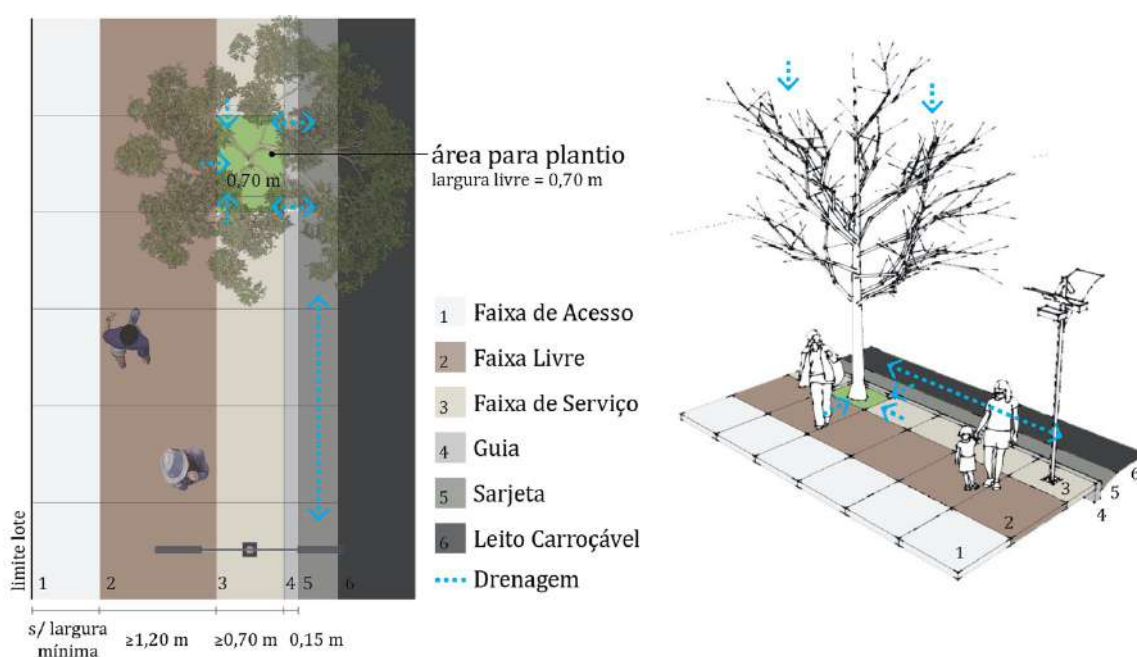 0,70 m
área para plantio
largura livre = 0,70 m
1 Faixa de Acesso
2 Faixa Livre
3 Faixa de Serviço
4 Guia
5 Sarjeta
6 Leito Carroçável
Drenagem
limite lote
1 2 3 4 5 6
s/ largura
mínima
≥1,20 m
≥0,70 m
0,15 m
1
2
3
4
5
6